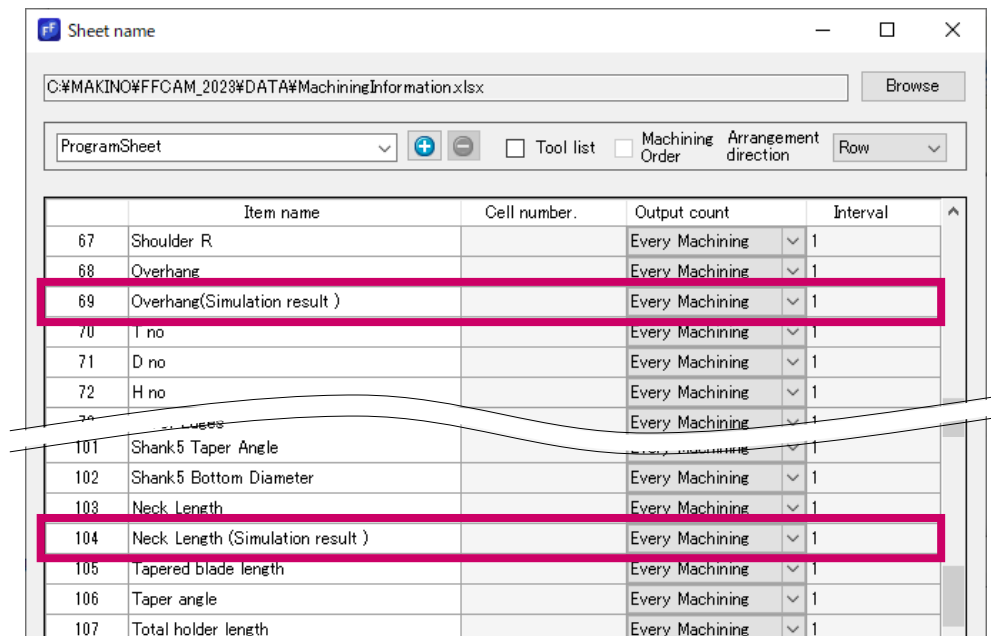 FF Sheet name
C:¥MAKINO¥FFCAM_2023¥DATA¥MachiningInformation.xlsx Browse
ProgramSheet Tool list Machining Order Arrangement direction Row
Item name Cell number. Output count Interval
67 Shoulder R Every Machining 1
68 Overhang Every Machining 1
69 Overhang(Simulation result ) Every Machining 1
70 T no Every Machining 1
71 D no Every Machining 1
72 H no Every Machining 1
Every Machining 1
101 Shank5 Taper Angle Every Machining 1
102 Shank5 Bottom Diameter Every Machining 1
103 Neck Length Every Machining 1
104 Neck Length (Simulation result ) Every Machining 1
105 Tapered blade length Every Machining 1
106 Taper angle Every Machining 1
107 Total holder length Every Machining 1